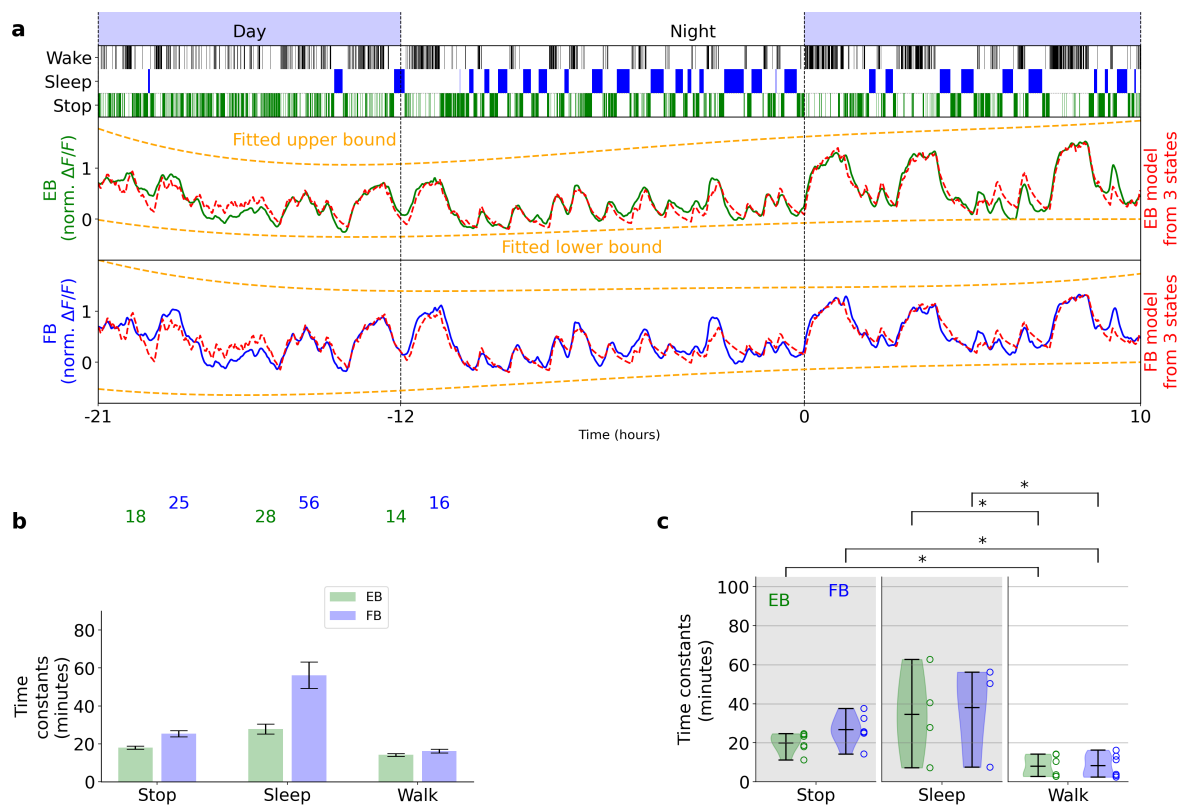 a
Day
Night
Wake
Sleep
Stop
Fitted upper bound
EB
(norm. ΔF/F)
1
0
EB model
from 3 states
Fitted lower bound
FB
(norm. ΔF/F)
1
0
FB model
from 3 states
-21
-12
0
10
Time (hours)
b
18
25
28
56
14
16
EB
FB
Time
constants
(minutes)
80
60
40
20
0
Stop
Sleep
Walk
c
*
*
*
*
EB
FB
Time constants
(minutes)
100
80
60
40
20
0
Stop
Sleep
Walk